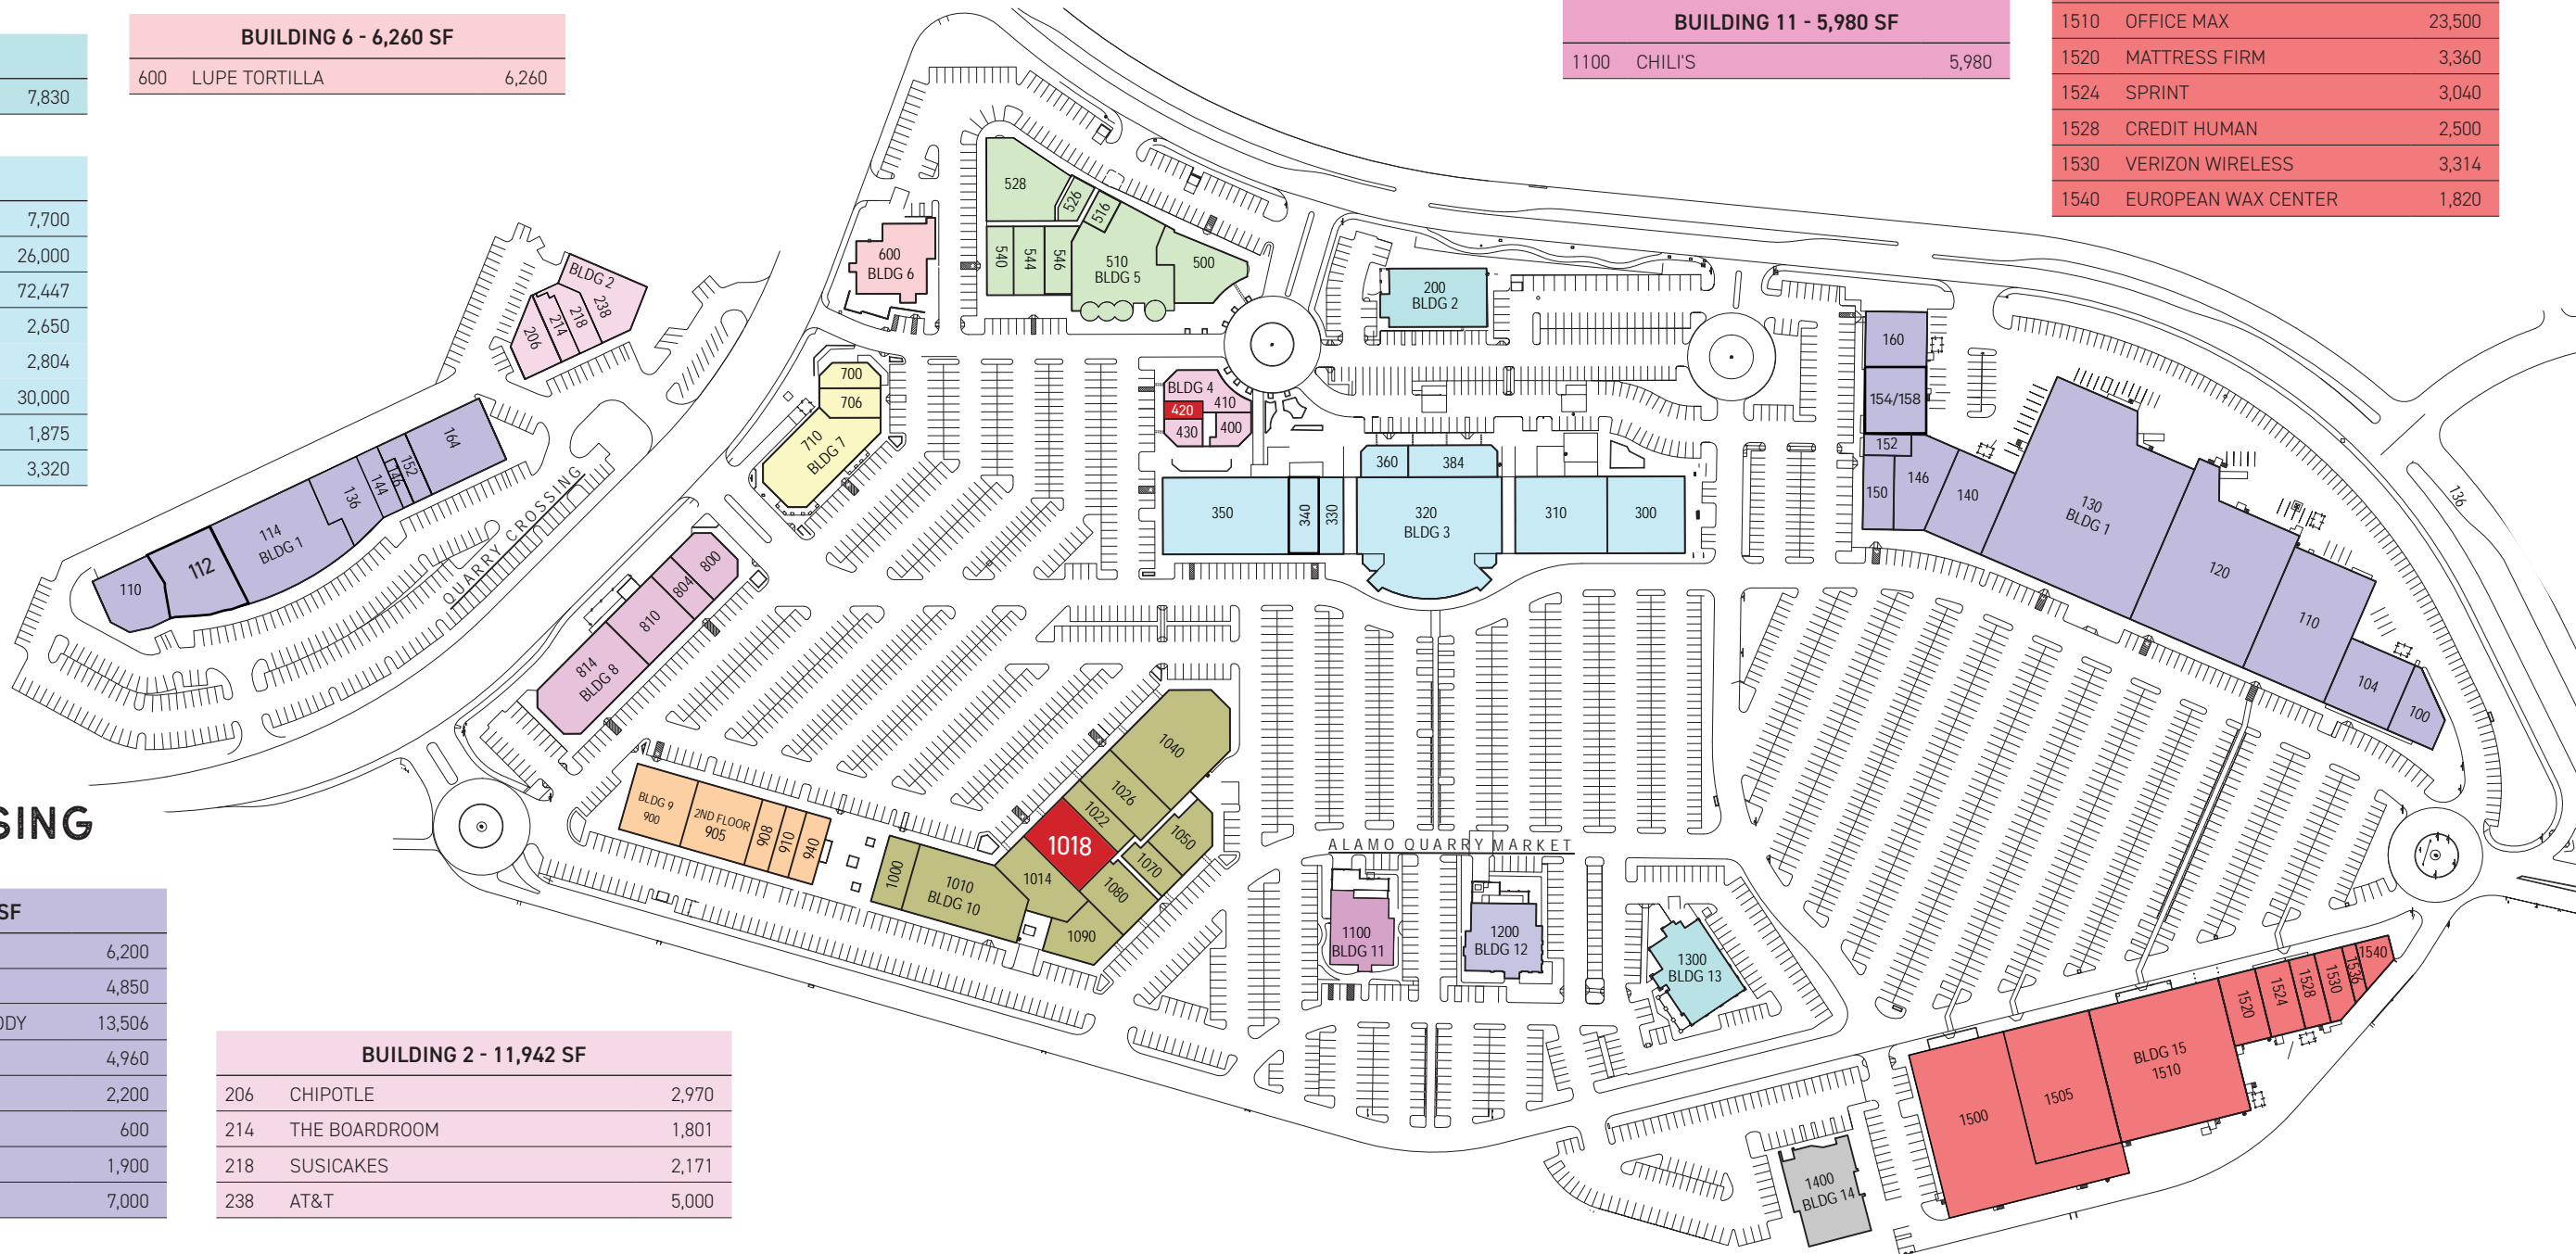 7,830
7,700
26,000
72,447
2,650
2,804
30,000
1,875
3,320
BUILDING 6 - 6,260 SF
600 LUPE TORTILLA 6,260
BUILDING 11 - 5,980 SF
1100 CHILI'S 5,980
1510 OFFICE MAX 23,500
1520 MATTRESS FIRM 3,360
1524 SPRINT 3,040
1528 CREDIT HUMAN 2,500
1530 VERIZON WIRELESS 3,314
1540 EUROPEAN WAX CENTER 1,820
528
526
516
540
544
546
510
BLDG 5
500
600
BLDG 6
200
BLDG 2
BLDG 2
206
214
218
238
110
112
114
BLDG 1
136
144
146
152
164
QUARRY CROSSING
700
706
710
BLDG 7
BLDG 4
420
410
430
400
360
384
350
340
330
320
BLDG 3
310
300
160
154/158
152
150
146
140
130
BLDG 1
120
110
104
100
136
800
804
810
814
BLDG 8
BLDG 9
900
2ND FLOOR
905
908
910
940
1000
1010
BLDG 10
1014
1018
1022
1026
1040
1050
1070
1080
1090
ALAMO QUARRY MARKET
1100
BLDG 11
1200
BLDG 12
1300
BLDG 13
1400
BLDG 14
1500
1505
BLDG 15
1510
1520
1524
1528
1530
1536
1540
SING
SF
6,200
4,850
ODY 13,506
4,960
2,200
600
1,900
7,000
BUILDING 2 - 11,942 SF
206 CHIPOTLE 2,970
214 THE BOARDROOM 1,801
218 SUSICAKES 2,171
238 AT&T 5,000